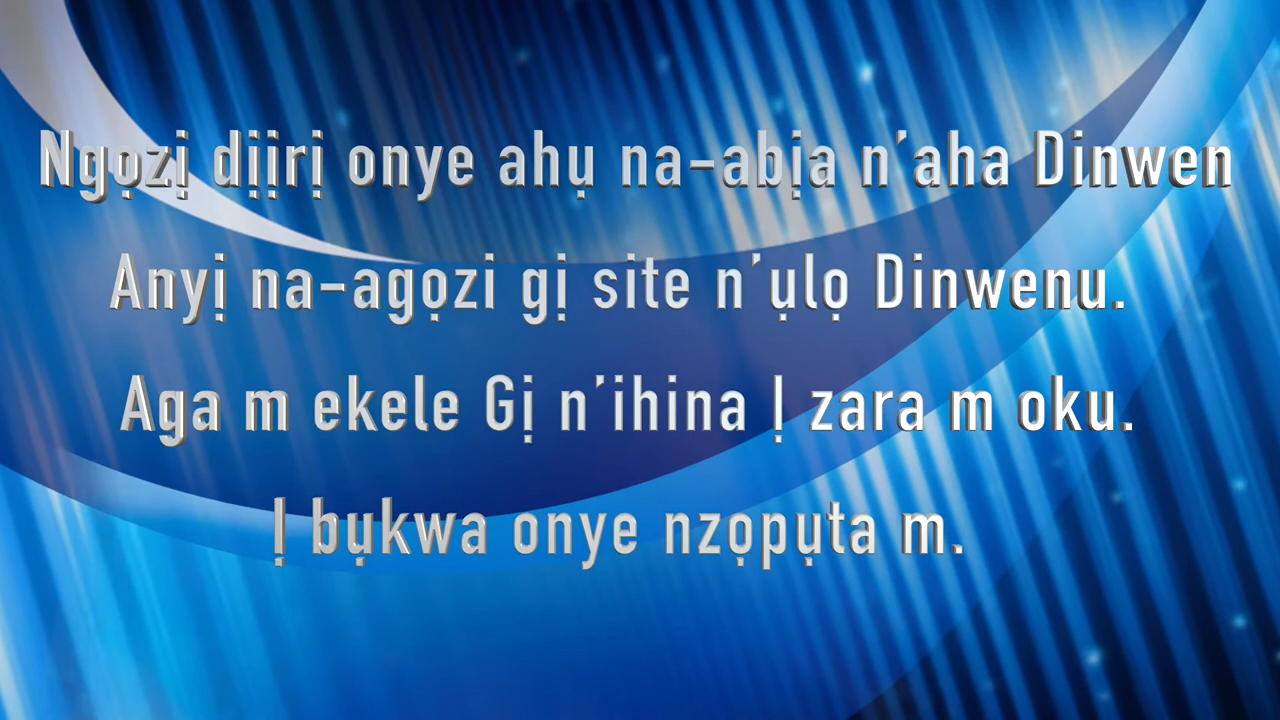 Ngọzị dịịrị onye ahụ na-abịa n'aha Dinwen
Anyị na-agọzi gị site n'ụlọ Dinwenu.
Aga m ekele Gị n'ihina Ị zara m oku.
Ị bụkwa onye nzọpụta m.